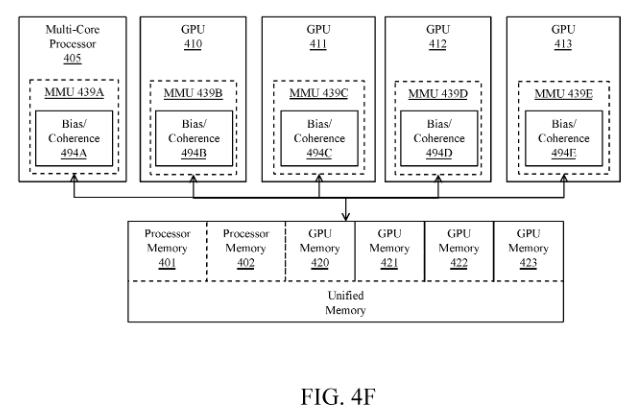 Multi-Core
Processor
405
MMU 439A
Bias/
Coherence
494A
GPU
410
MMU 439B
Bias/
Coherence
494B
GPU
411
MMU 439C
Bias/
Coherence
494C
GPU
412
MMU 439D
Bias/
Coherence
494D
GPU
413
MMU 439E
Bias/
Coherence
494E
Processor
Memory
401
Processor
Memory
402
GPU
Memory
420
GPU
Memory
421
GPU
Memory
422
GPU
Memory
423
Unified
Memory
FIG. 4F